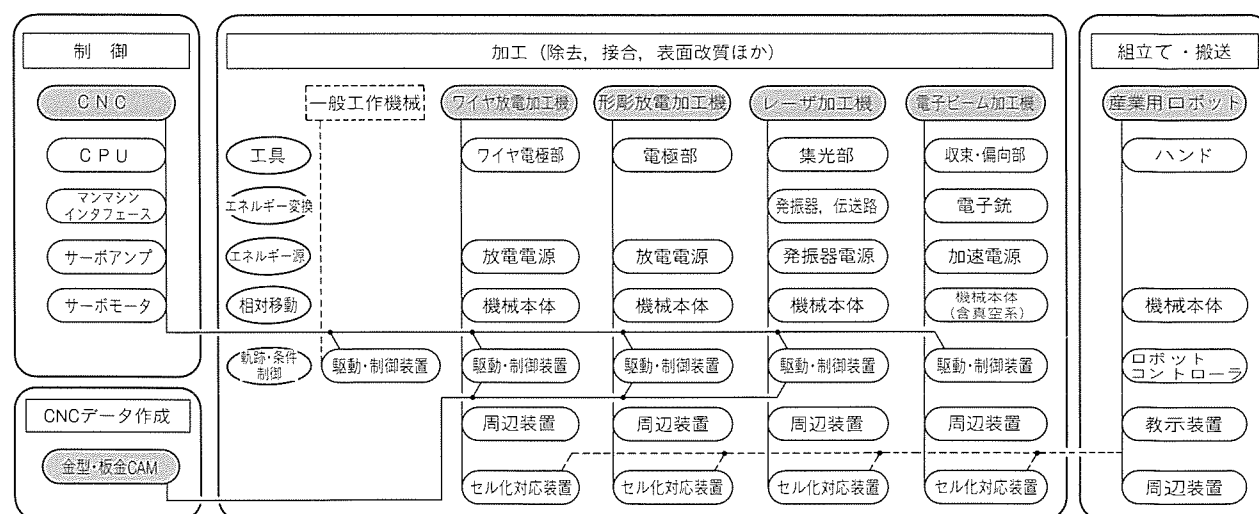 制 御
CNC
CPU
マンマシン
インタフェース
サーボアンプ
サーボモータ
CNCデータ作成
金型・板金CAM
加工（除去，接合，表面改質ほか）
一般工作機械
ワイヤ放電加工機
形彫放電加工機
レーザ加工機
電子ビーム加工機
工具
ワイヤ電極部
電極部
集光部
収束・偏向部
エネルギー変換
発振器，伝送路
電子銃
エネルギー源
放電電源
放電電源
発振器電源
加速電源
相対移動
機械本体
機械本体
機械本体
機械本体
(含真空系)
軌跡・条件
制御
駆動・制御装置
駆動・制御装置
駆動・制御装置
駆動・制御装置
駆動・制御装置
周辺装置
周辺装置
周辺装置
周辺装置
セル化対応装置
セル化対応装置
セル化対応装置
セル化対応装置
組立て・搬送
産業用ロボット
ハンド
機械本体
ロボット
コントローラ
教示装置
周辺装置